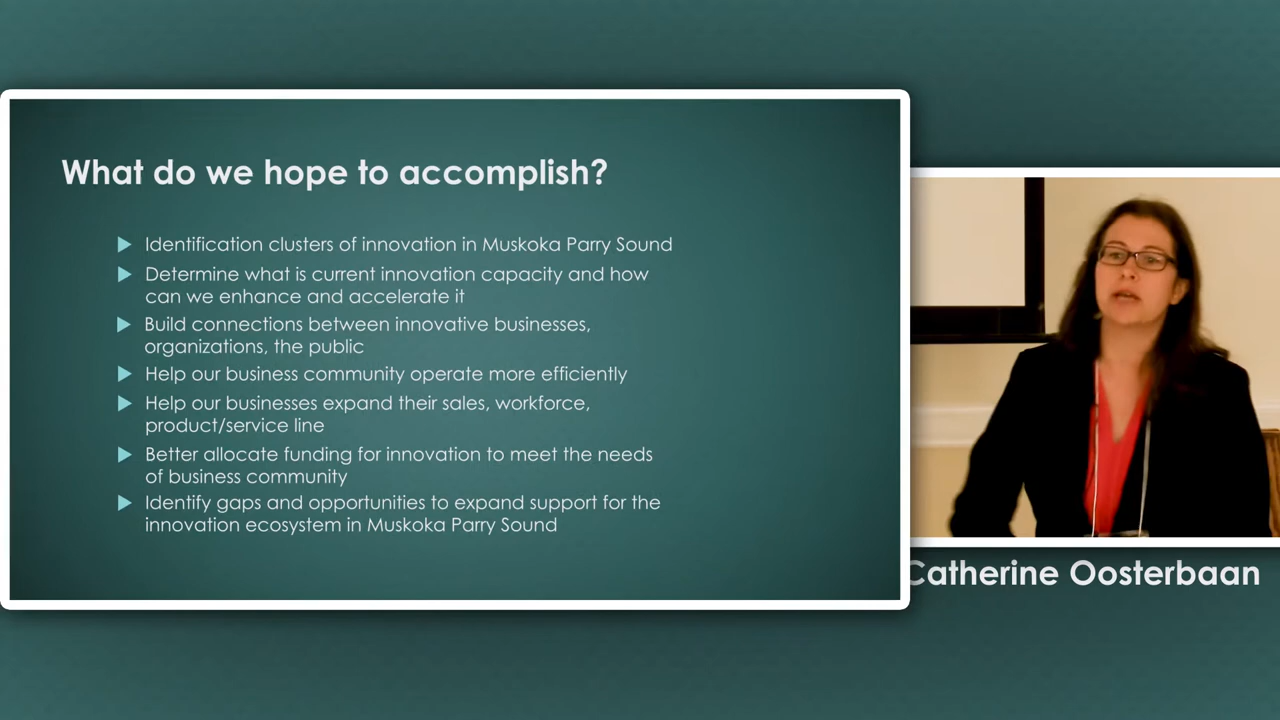 What do we hope to accomplish?
Identification clusters of innovation in Muskoka Parry Sound
Determine what is current innovation capacity and how
can we enhance and accelerate it
Build connections between innovative businesses,
organizations, the public
Help our business community operate more efficiently
Help our businesses expand their sales, workforce,
product/service line
Better allocate funding for innovation to meet the needs
of business community
Identify gaps and opportunities to expand support for the
innovation ecosystem in Muskoka Parry Sound
Catherine Oosterbaan